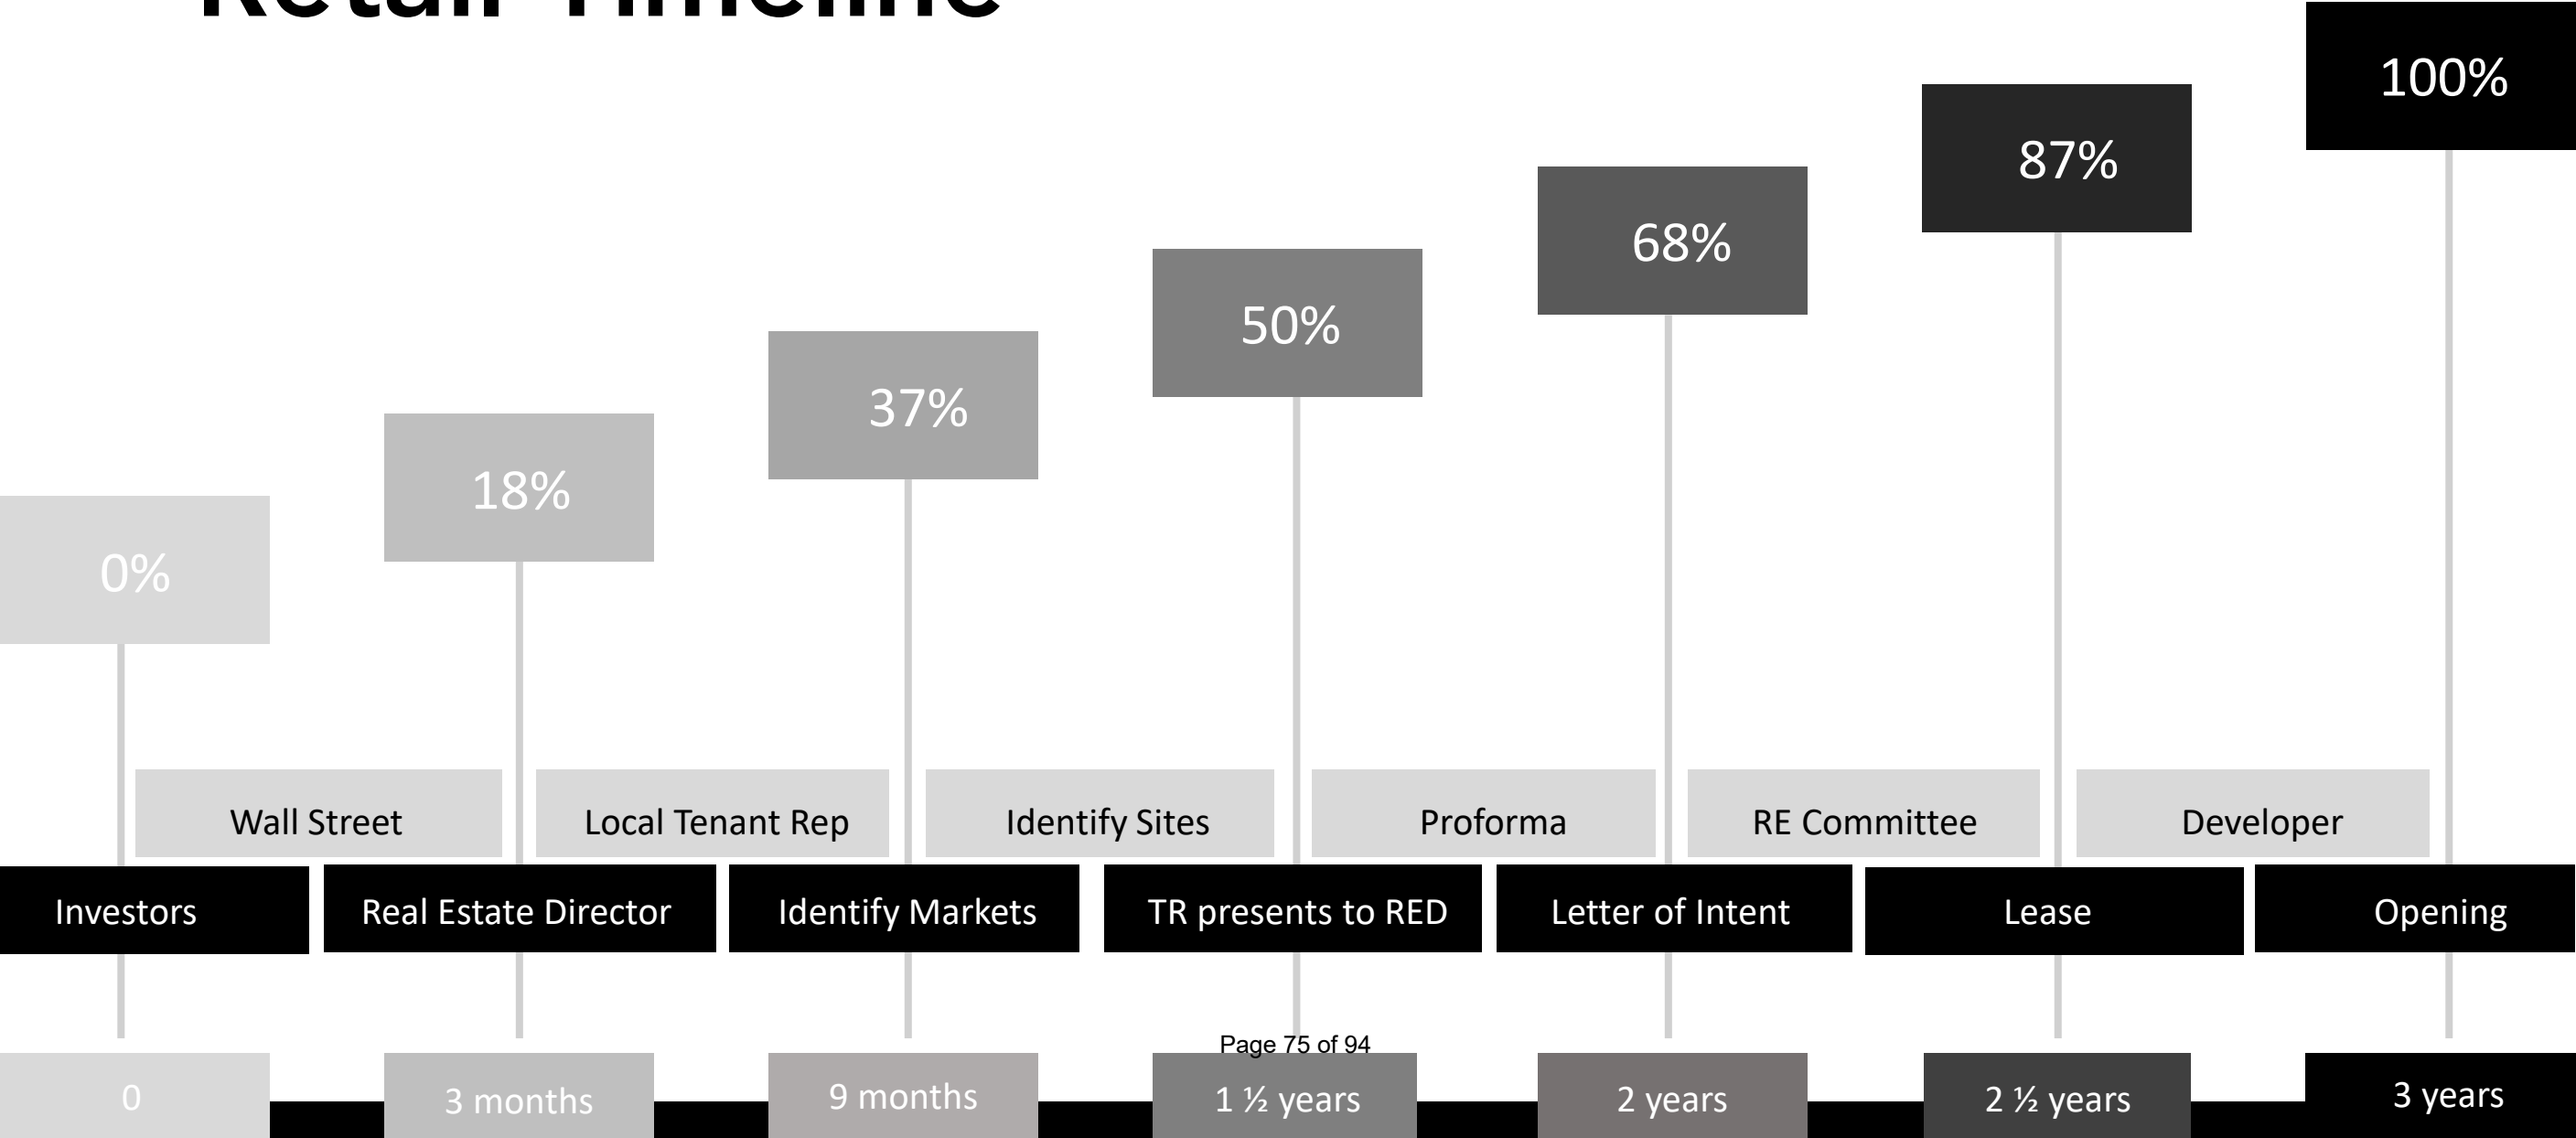 Retail Timeline
100%
87%
68%
50%
37%
18%
0%
Wall Street Local Tenant Rep Identify Sites Proforma RE Committee Developer
Investors Real Estate Director Identify Markets TR presents to RED Letter of Intent Lease Opening
Page 75 of 94
0 3 months 9 months 1 ½ years 2 years 2 ½ years 3 years